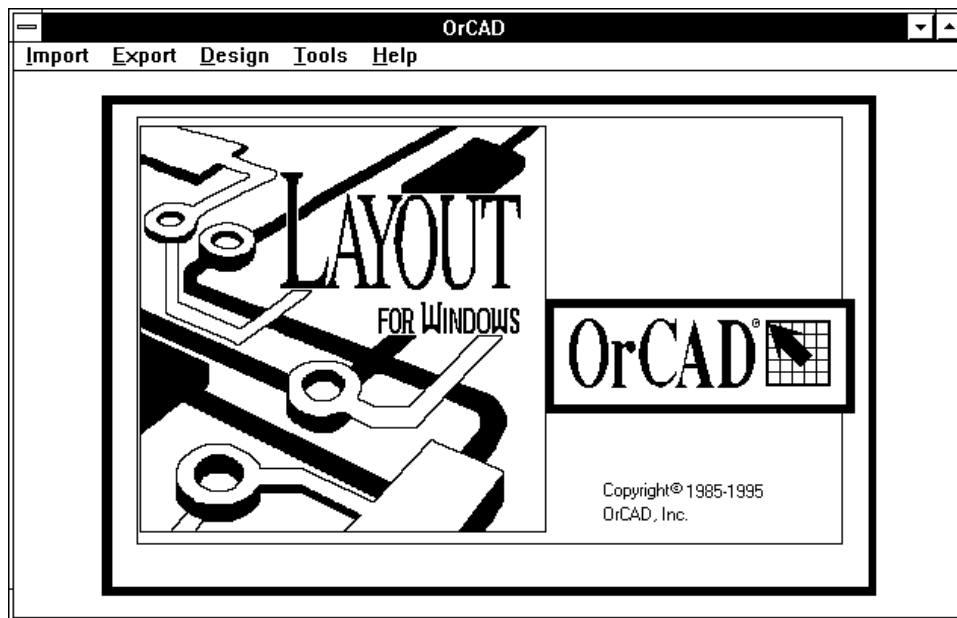 OrCAD
Import Export Design Tools Help
LAYOUT
FOR WINDOWS
OrCAD®
Copyright© 1985-1995
OrCAD, Inc.